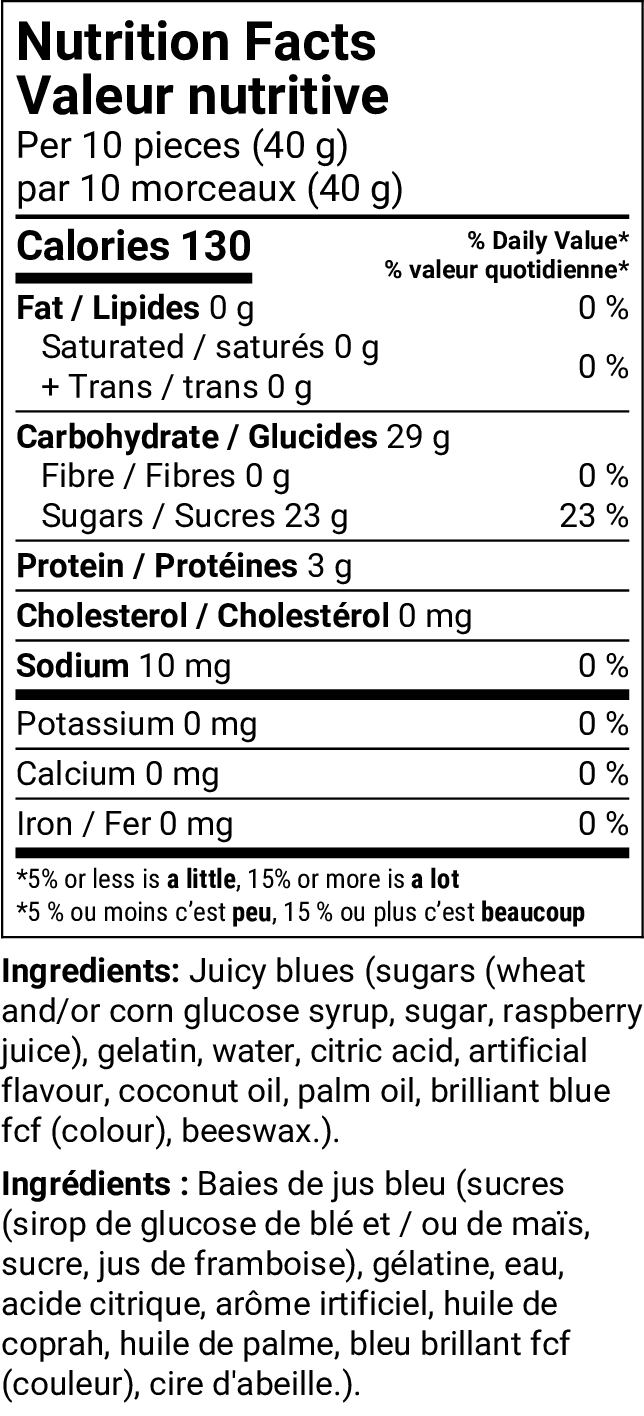 Nutrition Facts
Valeur nutritive
Per 10 pieces (40 g)
par 10 morceaux (40 g)
Calories 130
% Daily Value*
% valeur quotidienne*
Fat / Lipides 0 g 0 %
Saturated / saturés 0 g
+ Trans / trans 0 g 0 %
Carbohydrate / Glucides 29 g
Fibre / Fibres 0 g 0 %
Sugars / Sucres 23 g 23 %
Protein / Protéines 3 g
Cholesterol / Cholestérol 0 mg
Sodium 10 mg 0 %
Potassium 0 mg 0 %
Calcium 0 mg 0 %
Iron / Fer 0 mg 0 %
*5% or less is a little, 15% or more is a lot
*5 % ou moins c’est peu, 15 % ou plus c’est beaucoup
Ingredients: Juicy blues (sugars (wheat
and/or corn glucose syrup, sugar, raspberry
juice), gelatin, water, citric acid, artificial
flavour, coconut oil, palm oil, brilliant blue
fcf (colour), beeswax.).
Ingrédients : Baies de jus bleu (sucres
(sirop de glucose de blé et / ou de maïs,
sucre, jus de framboise), gélatine, eau,
acide citrique, arôme irtificiel, huile de
coprah, huile de palme, bleu brillant fcf
(couleur), cire d'abeille.).